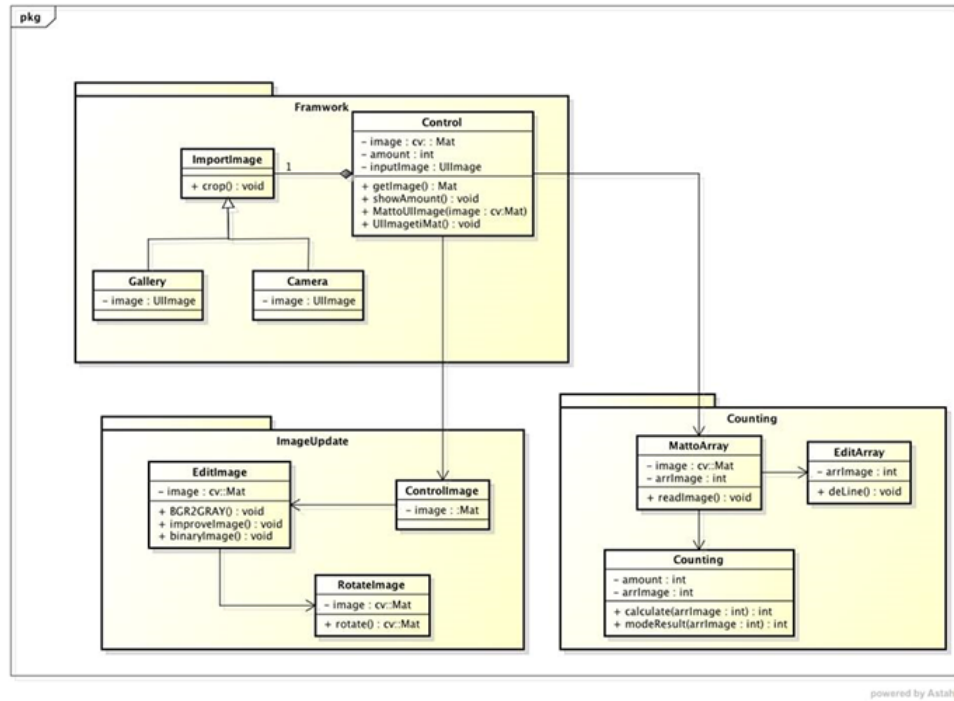 pkg
Framwork
Control
- image : cv: : Mat
- amount : int
- inputImage : UIImage
+ getImage() : Mat
+ showAmount() : void
+ MattoUIImage(image : cv:Mat)
+ UIImagetiMat() : void
ImportImage
+ crop() : void
1
Gallery
- image : UIImage
Camera
- image : UIImage
ImageUpdate
EditImage
- image : cv::Mat
+ BGR2GRAY() : void
+ improveImage() : void
+ binaryImage() : void
ControlImage
- image : :Mat
RotateImage
- image : cv::Mat
+ rotate() : cv::Mat
Counting
MattoArray
- image : cv::Mat
- arrImage : int
+ readImage() : void
EditArray
- arrImage : int
+ deLine() : void
Counting
- amount : int
- arrImage : int
+ calculate(arrImage : int) : int
+ modeResult(arrImage : int) : int
powered by Astah